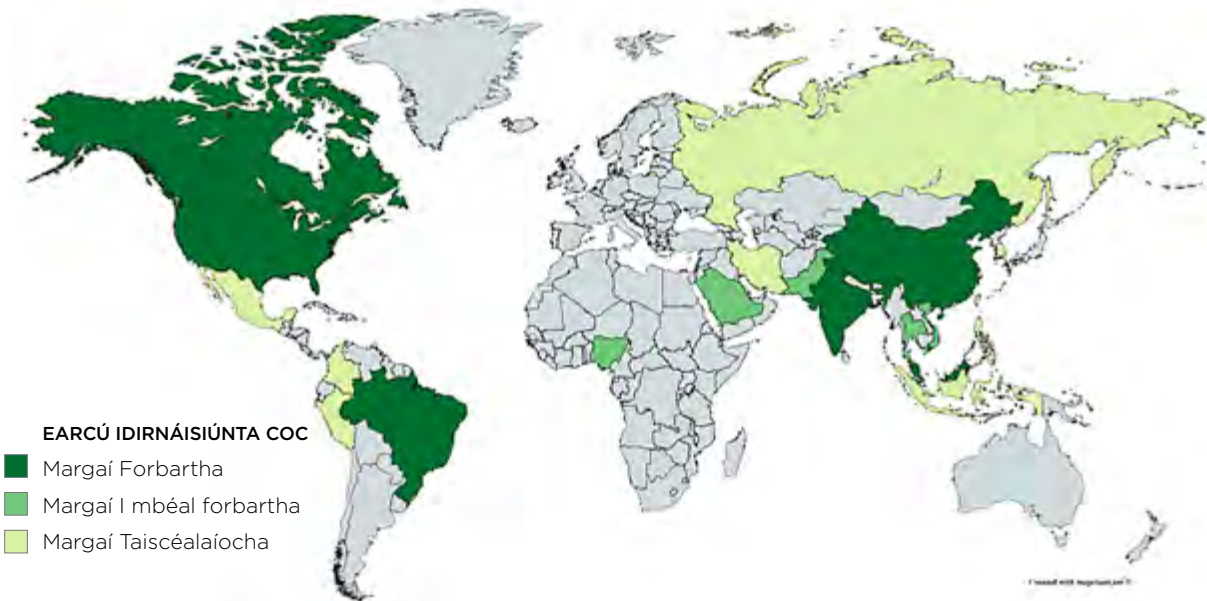 EARCÚ IDIRNÁISIÚNTA COC
Margaí Forbartha
Margaí I mbéal forbartha
Margaí Taiscéalaíocha